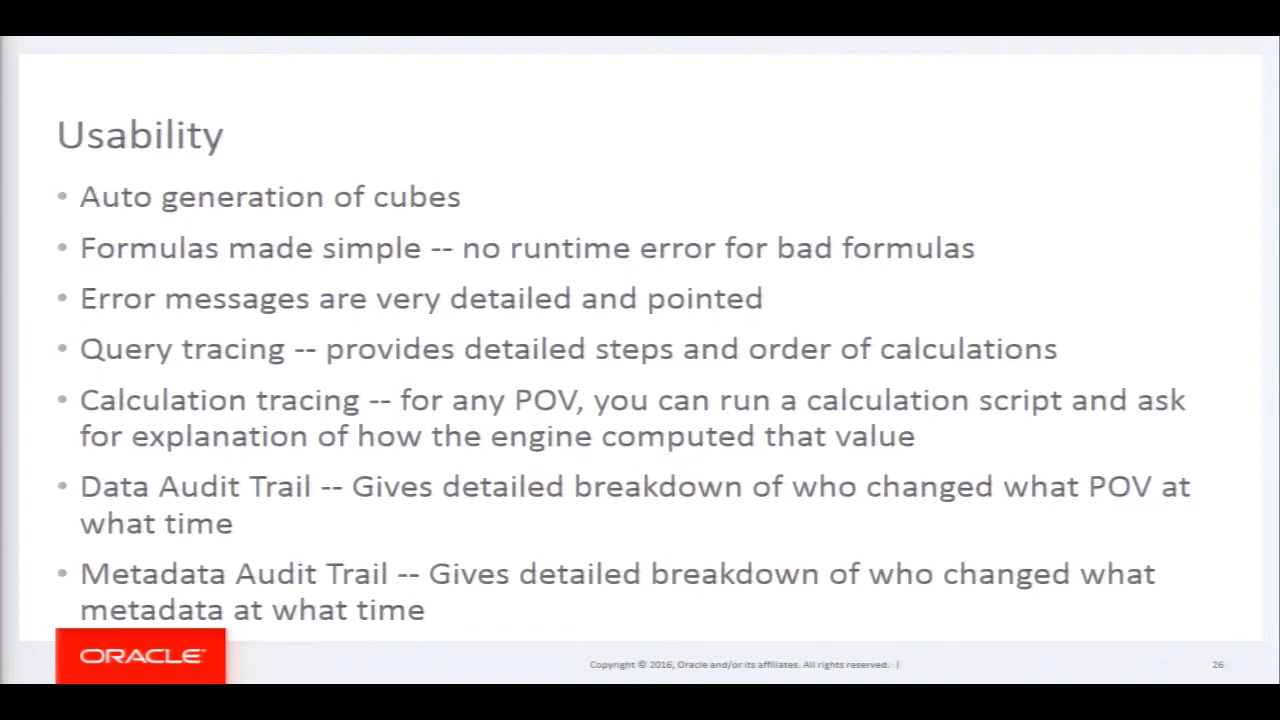 Usability
• Auto generation of cubes
• Formulas made simple -- no runtime error for bad formulas
• Error messages are very detailed and pointed
• Query tracing -- provides detailed steps and order of calculations
• Calculation tracing -- for any POV, you can run a calculation script and ask
for explanation of how the engine computed that value
• Data Audit Trail -- Gives detailed breakdown of who changed what POV at
what time
• Metadata Audit Trail -- Gives detailed breakdown of who changed what
metadata at what time
ORACLE®
Copyright © 2016, Oracle and/or its affiliates. All rights reserved. |
26